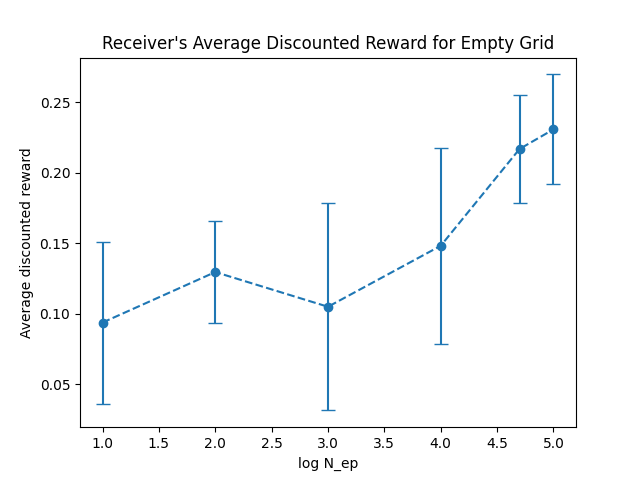 Receiver's Average Discounted Reward for Empty Grid
Average discounted reward
0.25
0.20
0.15
0.10
0.05
1.0 1.5 2.0 2.5 3.0 3.5 4.0 4.5 5.0
log N_ep